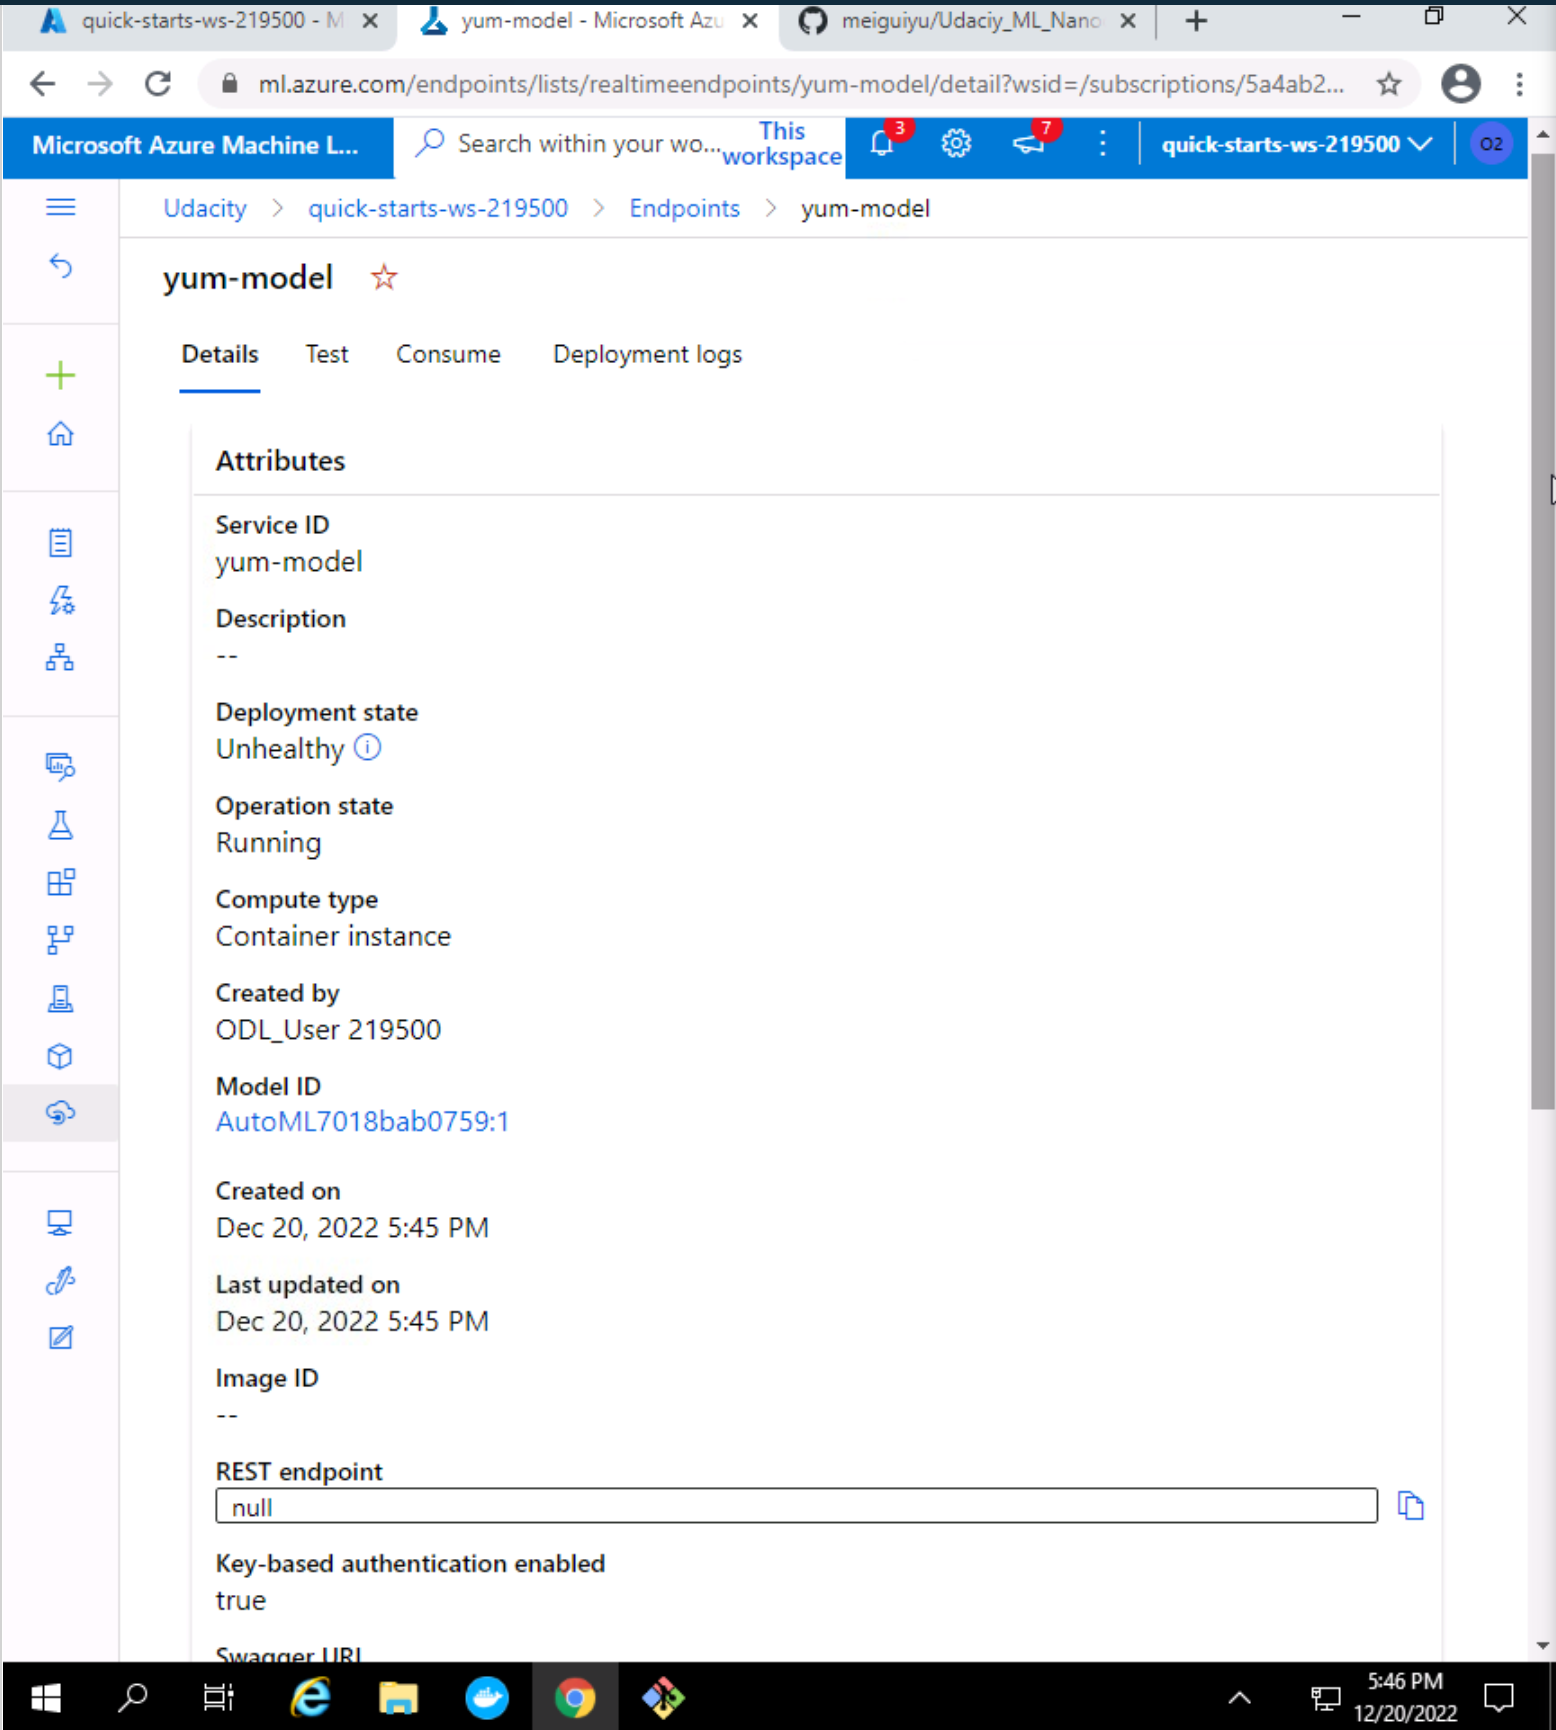 quick-starts-ws-219500 - M
yum-model - Microsoft Azu
meiguiyu/Udaciy_ML_Nano
ml.azure.com/endpoints/lists/realtimeendpoints/yum-model/detail?wsid=/subscriptions/5a4ab2...
Microsoft Azure Machine L...
Search within your wo...
This
workspace
3
7
quick-starts-ws-219500
O2
Udacity > quick-starts-ws-219500 > Endpoints > yum-model
yum-model
Details Test Consume Deployment logs
Attributes
Service ID
yum-model
Description
--
Deployment state
Unhealthy
Operation state
Running
Compute type
Container instance
Created by
ODL_User 219500
Model ID
AutoML7018bab0759:1
Created on
Dec 20, 2022 5:45 PM
Last updated on
Dec 20, 2022 5:45 PM
Image ID
--
REST endpoint
null
Key-based authentication enabled
true
Swagger URI
5:46 PM
12/20/2022